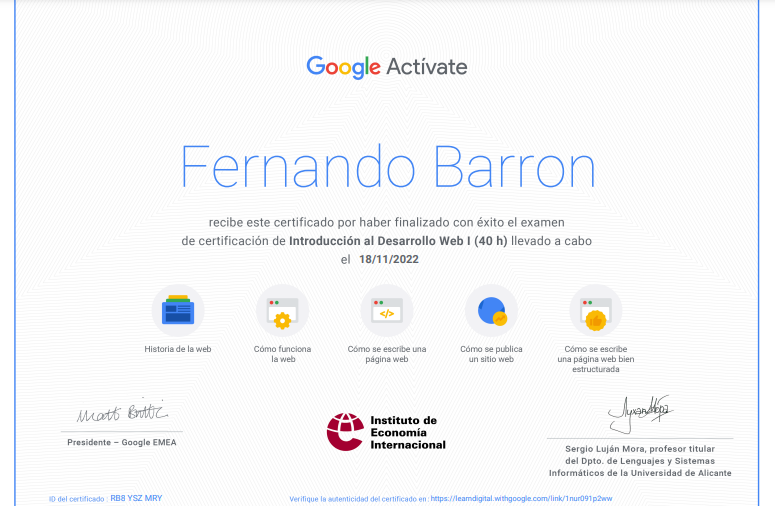 Google Actívate
Fernando Barron
recibe este certificado por haber finalizado con éxito el examen
de certificación de Introducción al Desarrollo Web I (40 h) llevado a cabo
el 18/11/2022
Historia de la web
Cómo funciona
la web
Cómo se escribe una
página web
Cómo se publica
un sitio web
Cómo se escribe
una página web bien
estructurada
</>
Matt Brittin
Presidente – Google EMEA
Instituto de
Economía
Internacional
Sergio Luján Mora, profesor titular
del Dpto. de Lenguajes y Sistemas
Informáticos de la Universidad de Alicante
ID del certificado : RB8 YSZ MRY
Verifique la autenticidad del certificado en : https://learndigital.withgoogle.com/link/1nur091p2ww